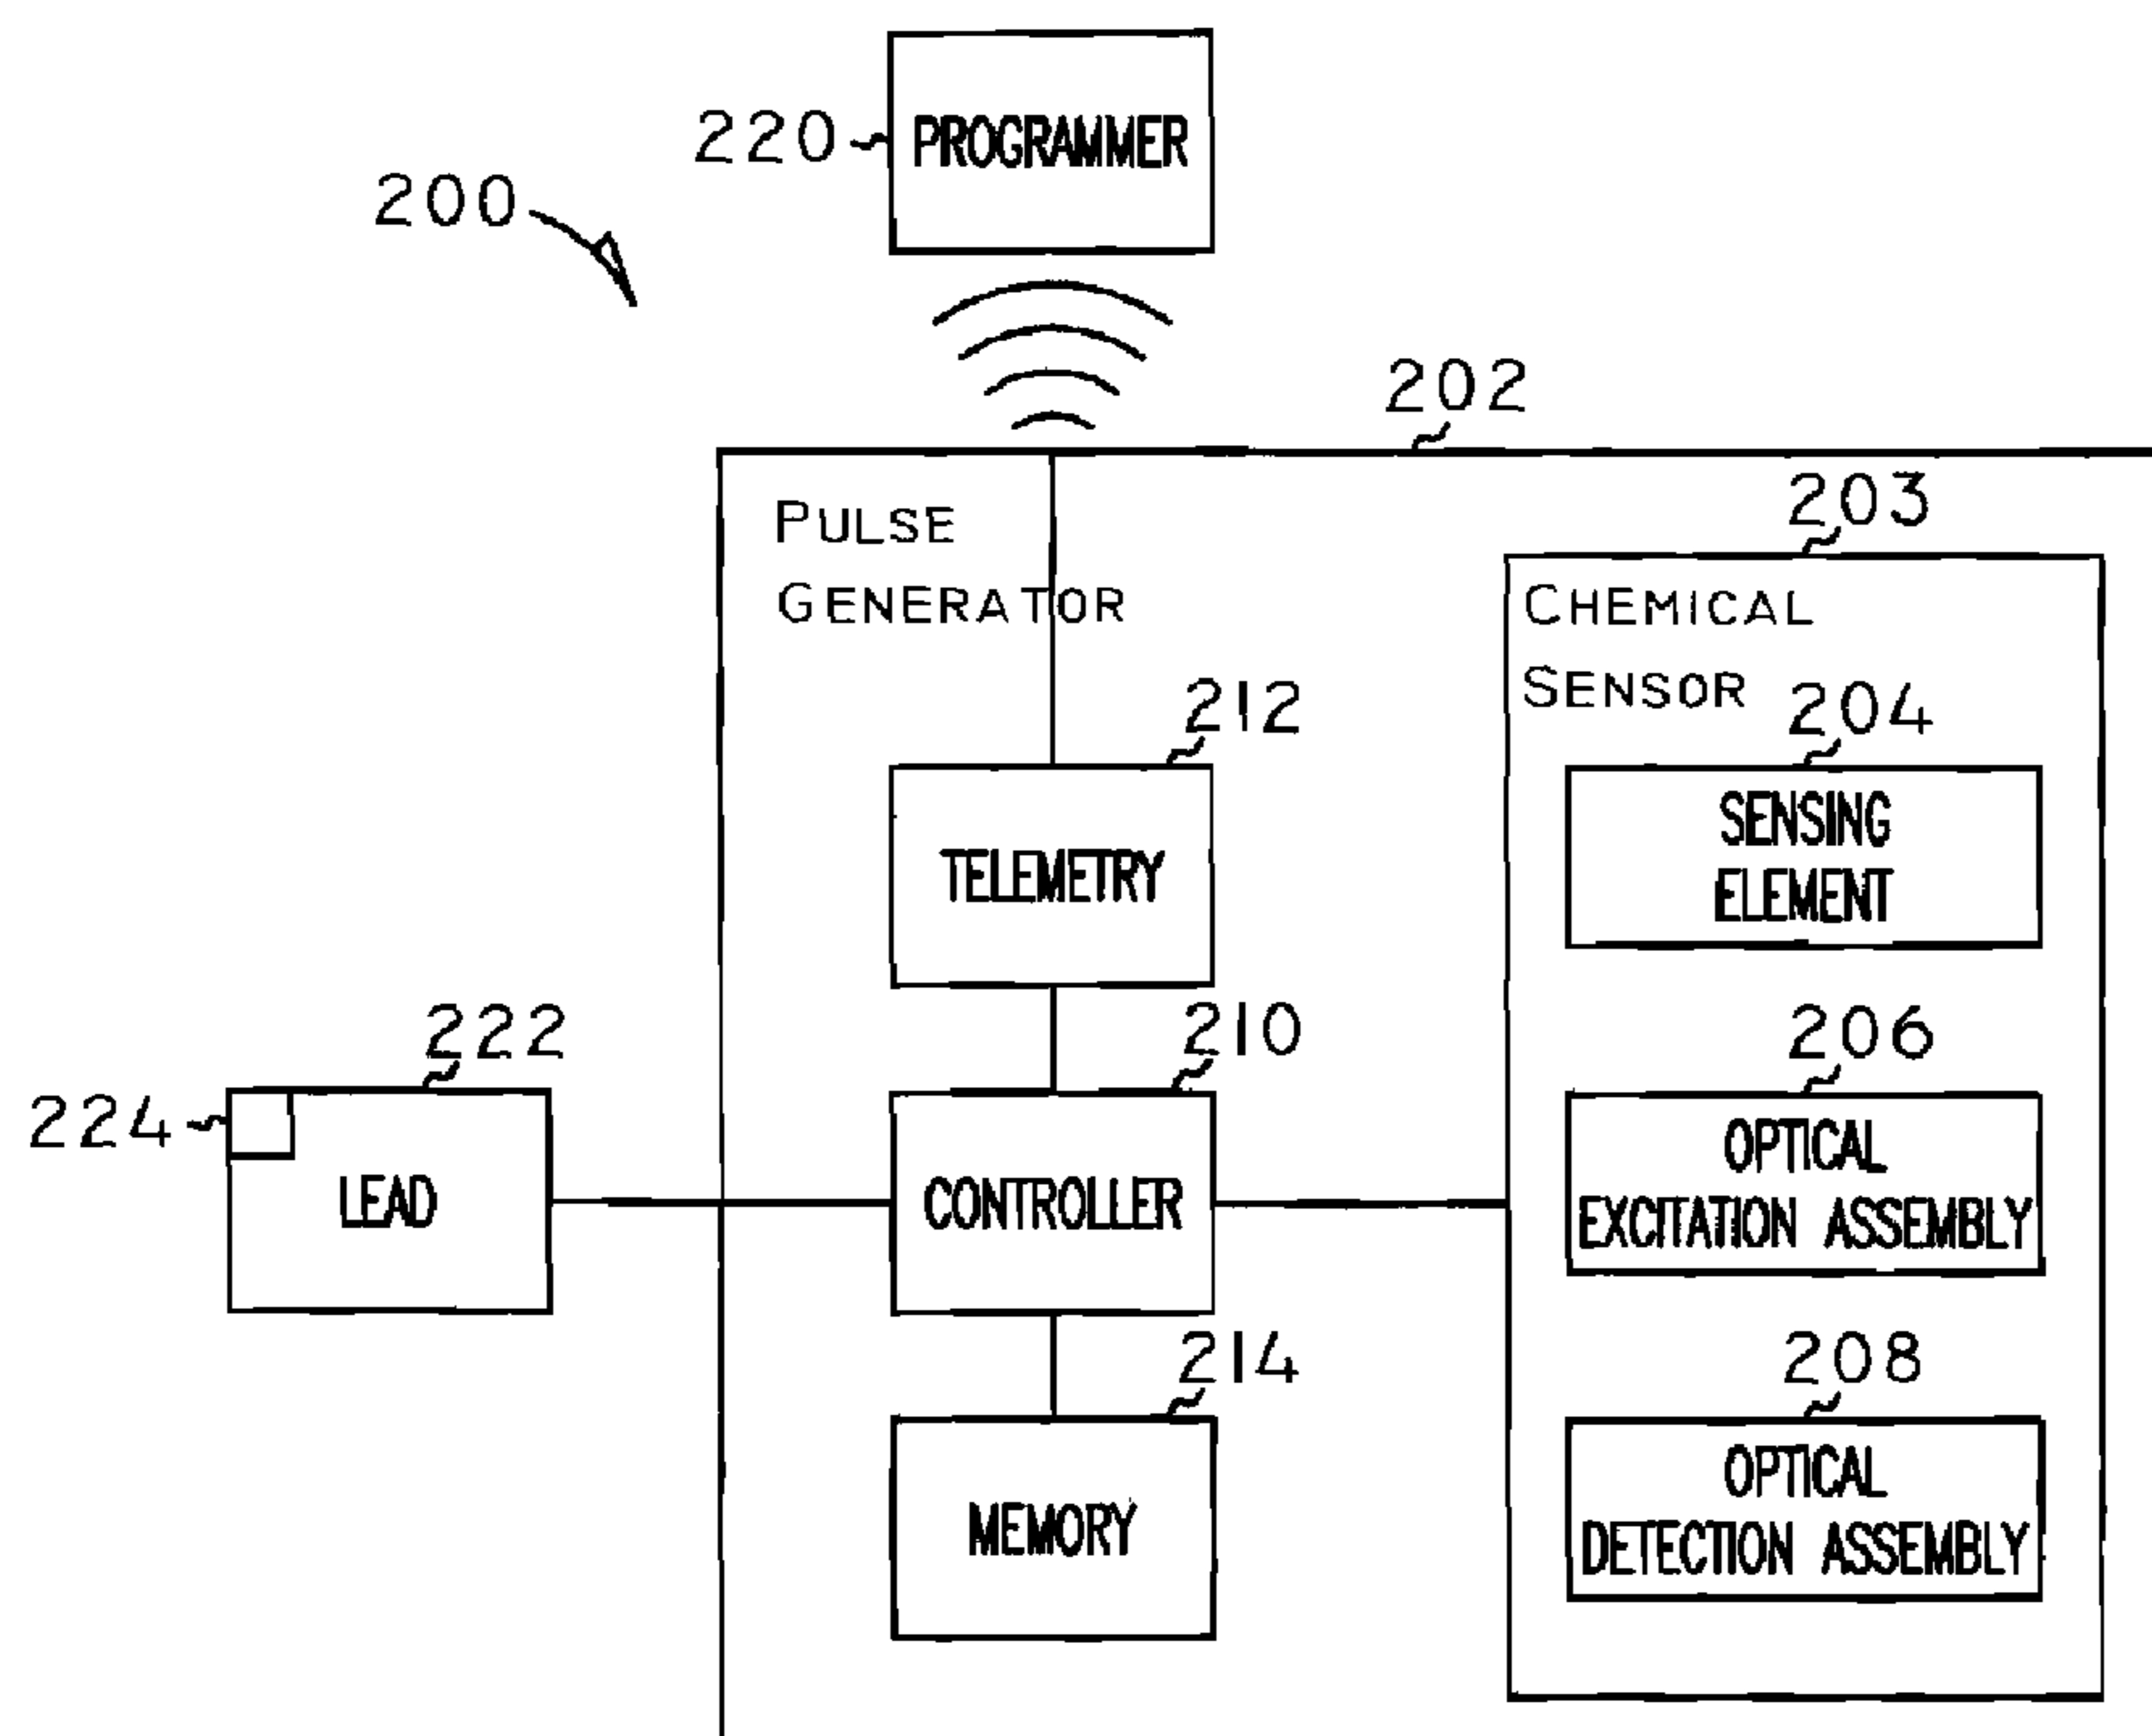 220
PROGRAMMER
200
202
PULSE
GENERATOR
203
CHEMICAL
SENSOR
212
204
TELEMETRY
SENSING
ELEMENT
222
210
206
224
LEAD
CONTROLLER
OPTICAL
EXCITATION ASSEMBLY
214
208
MEMORY
OPTICAL
DETECTION ASSEMBLY